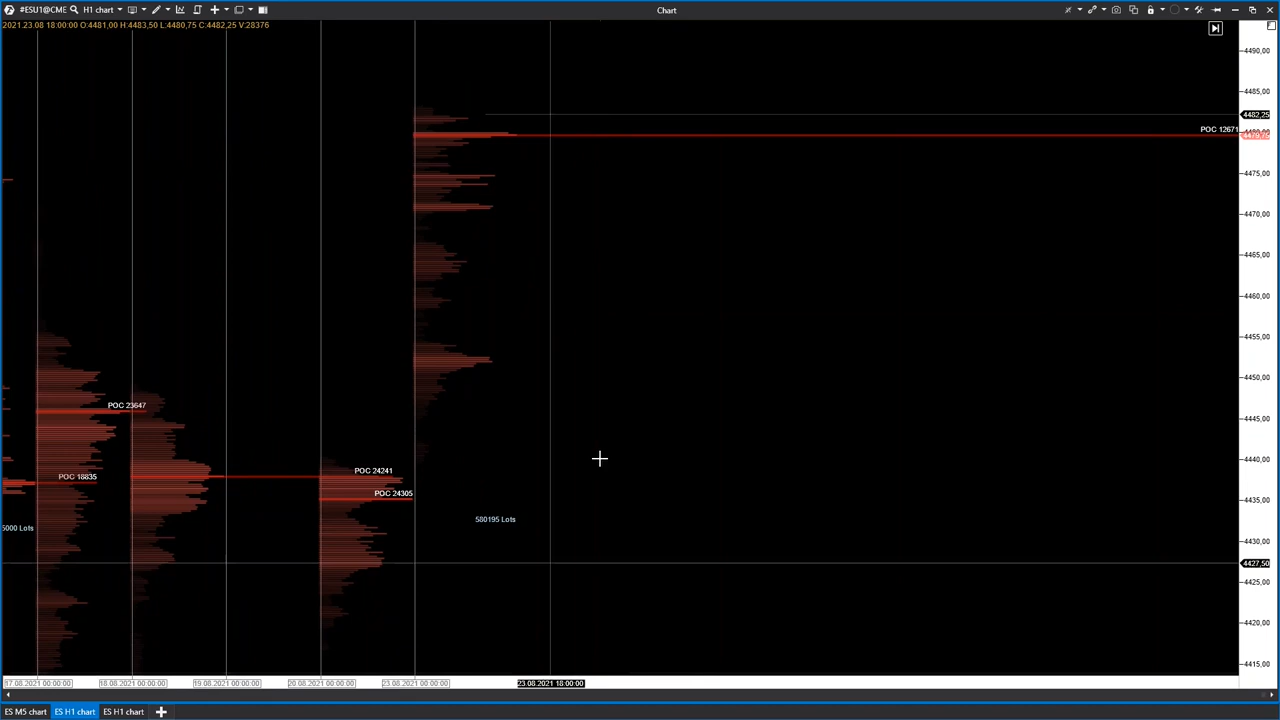 #ESU1@CME H1 chart Chart
2021.23.08 18:00:00 O:4481,00 H:4483,50 L:4480,75 C:4482,25 V:28376
4490,00
4485,00
4482,25
POC 12671
4475,00
4470,00
4465,00
4460,00
4455,00
4450,00
POC 23647
4445,00
4440,00
POC 24241
POC 18835
POC 24305
4435,00
580195 Lots
5000 Lots
4430,00
4427,50
4425,00
4420,00
4415,00
17.08.2021 00:00:00 18.08.2021 00:00:00 19.08.2021 00:00:00 20.08.2021 00:00:00 23.08.2021 00:00:00 23.08.2021 18:00:00
ES M5 chart ES H1 chart ES H1 chart